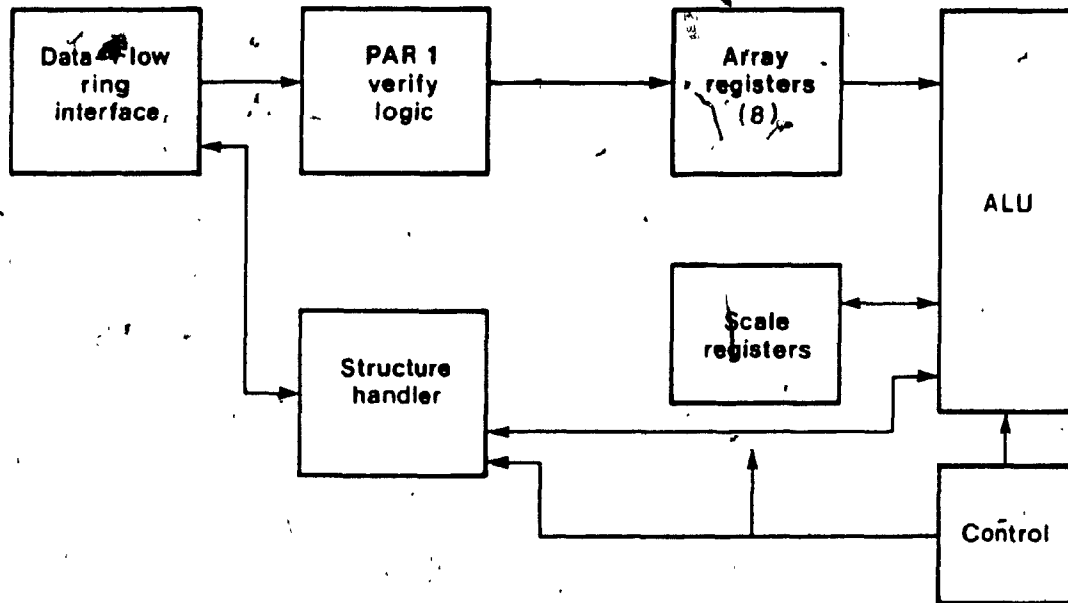 Data Flow
ring
interface
PAR 1
verify
logic
Array
registers
(8)
ALU
Scale
registers
Structure
handler
Control